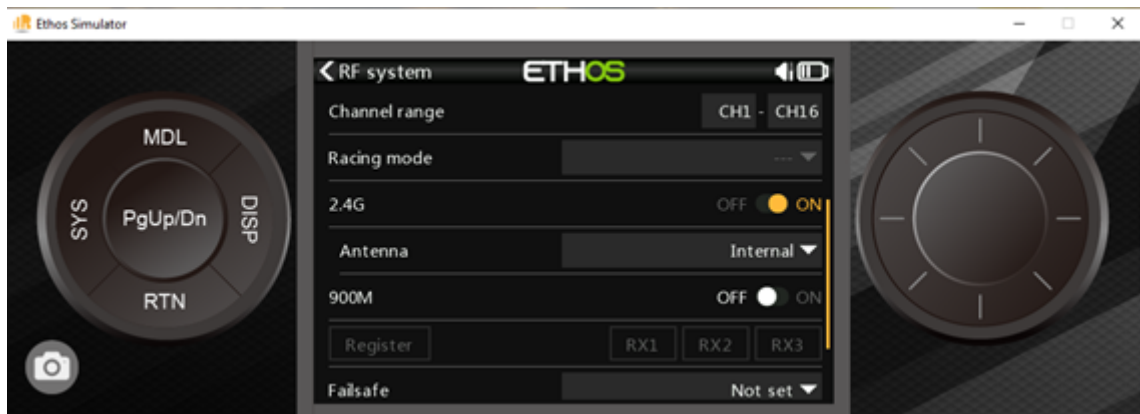 Ethos Simulator
RF system ETHOS
Channel range CH1 - CH16
Racing mode ---
2.4G OFF ON
Antenna Internal
900M OFF ON
Register RX1 RX2 RX3
Failsafe Not set
MDL
SYS PgUp/Dn DISP
RTN